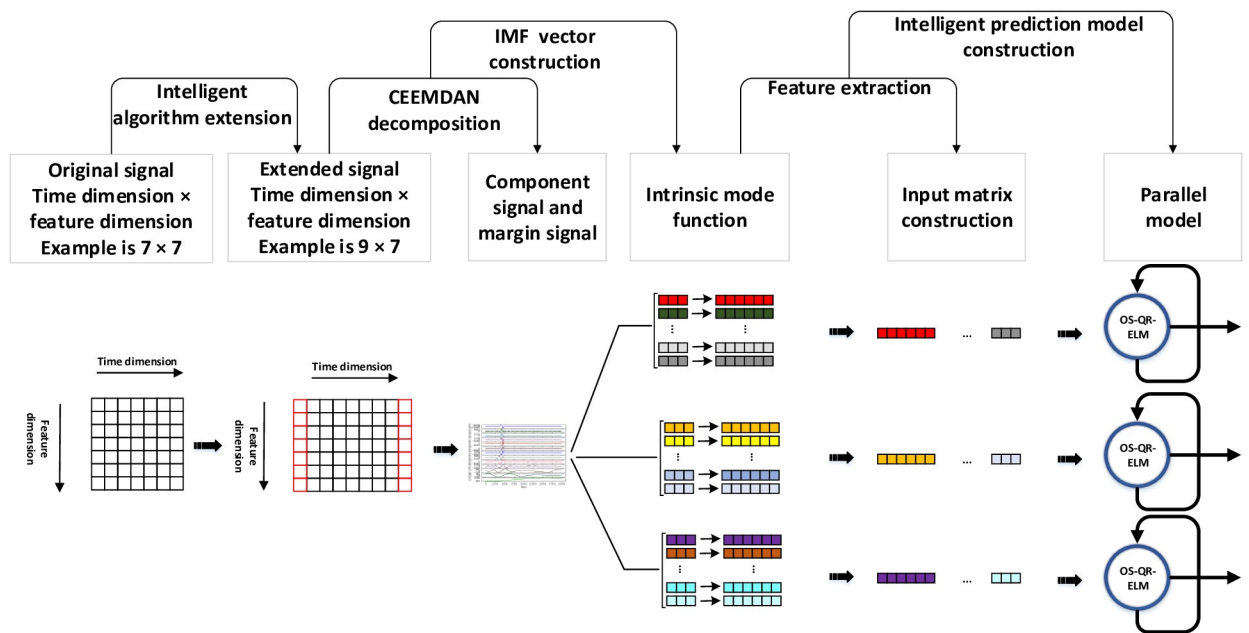 IMF vector
construction
Intelligent prediction model
construction
Intelligent
algorithm extension
CEEMDAN
decomposition
Feature extraction
Original signal
Time dimension ×
feature dimension
Example is 7 × 7
Extended signal
Time dimension ×
feature dimension
Example is 9 × 7
Component
signal and
margin signal
Intrinsic mode
function
Input matrix
construction
Parallel
model
Time dimension
Feature
dimension
Time dimension
Feature
dimension
⋮ ⋮
...
OS-QR-
ELM
⋮ ⋮
...
OS-QR-
ELM
⋮ ⋮
...
OS-QR-
ELM